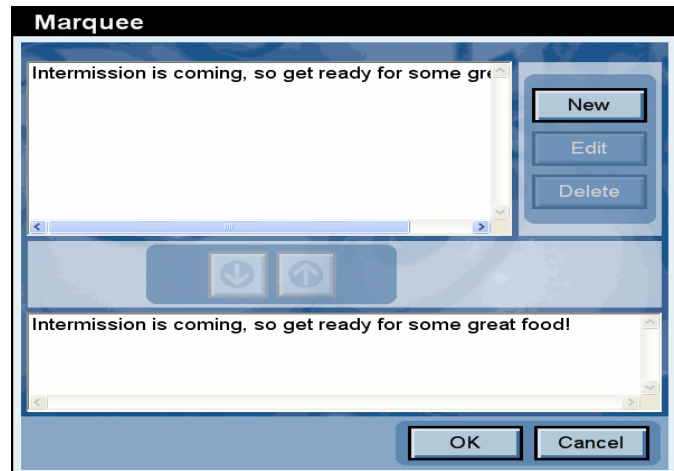 Marquee
Intermission is coming, so get ready for some gre
New
Edit
Delete
Intermission is coming, so get ready for some great food!
OK
Cancel